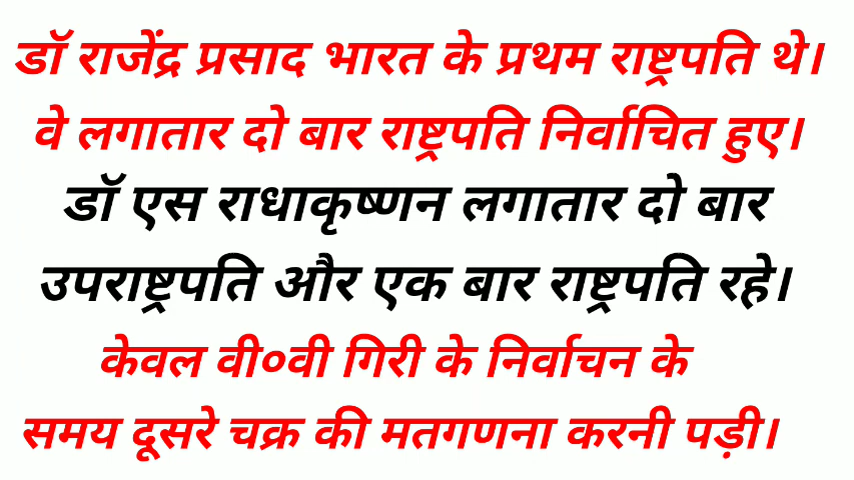 डॉ राजेंद्र प्रसाद भारत के प्रथम राष्ट्रपति थे।
वे लगातार दो बार राष्ट्रपति निर्वाचित हुए।
डॉ एस राधाकृष्णन लगातार दो बार
उपराष्ट्रपति और एक बार राष्ट्रपति रहे।
केवल वी०वी गिरी के निर्वाचन के
समय दूसरे चक्र की मतगणना करनी पड़ी।